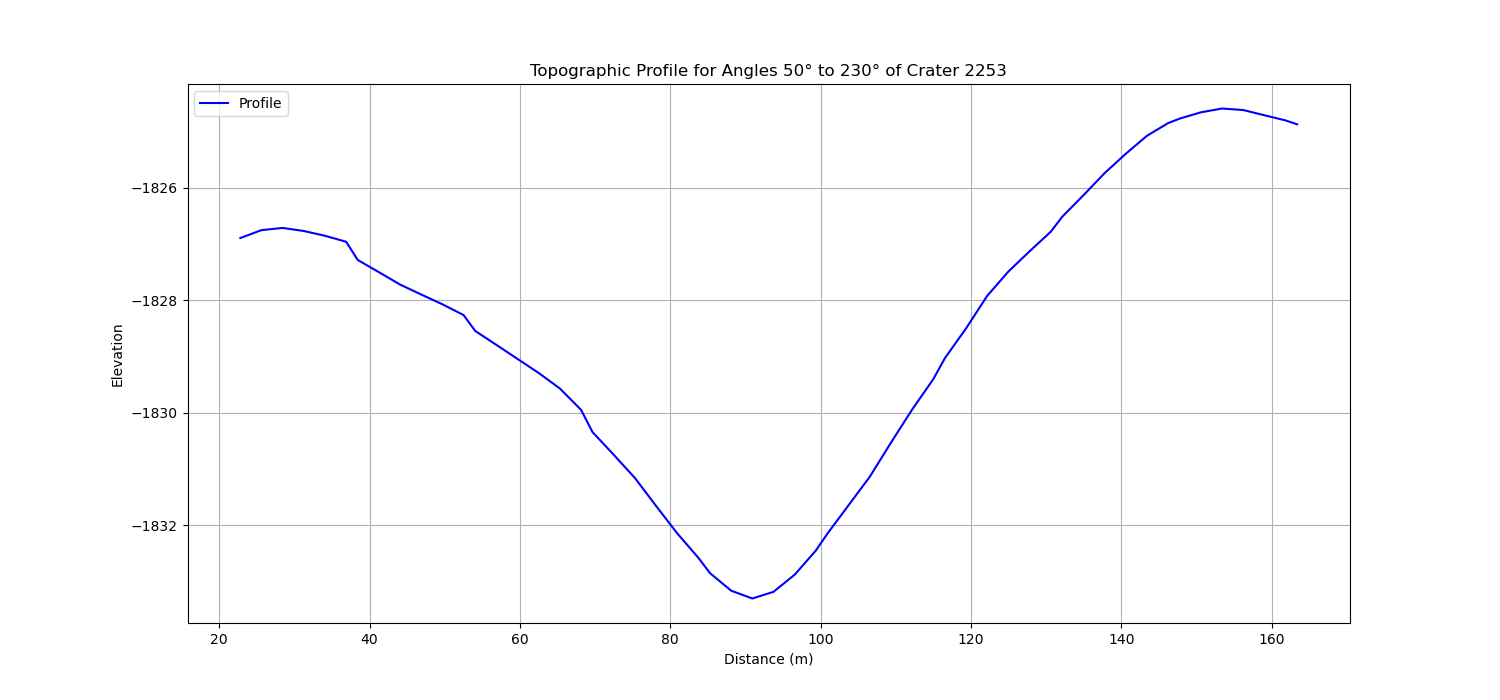 Topographic Profile for Angles 50° to 230° of Crater 2253
Profile
−1826
−1828
−1830
−1832
Elevation
20 40 60 80 100 120 140 160
Distance (m)